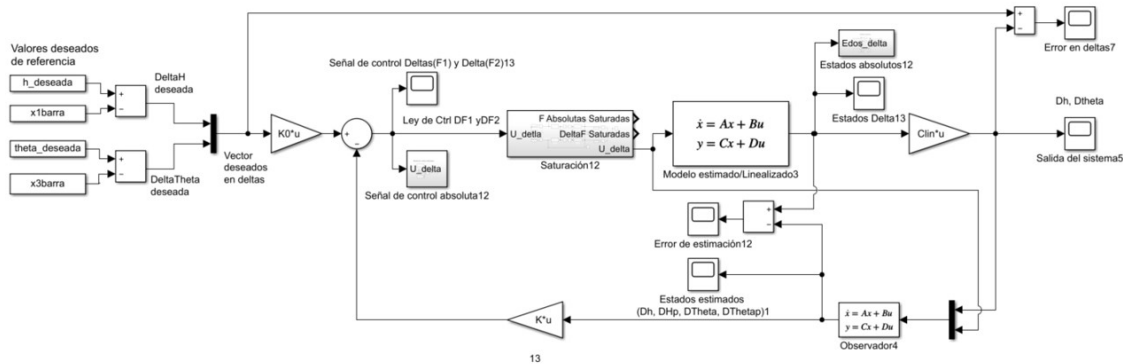 Valores deseados
de referencia
h_deseada
x1barra
theta_deseada
x3barra
DeltaH
deseada
DeltaTheta
deseada
Vector
deseados
en deltas
K0*u
Señal de control Deltas(F1) y Delta(F2)13
Ley de Ctrl DF1 yDF2
U_delta
Señal de control absoluta12
U_detla
F Absolutas Saturadas
DeltaF Saturadas
U_delta
Saturación12
ẋ = Ax + Bu
y = Cx + Du
Modelo estimado/Linealizado3
Edos_delta
Estados absolutos12
Estados Delta13
Clin*u
Error en deltas7
Dh, Dtheta
Salida del sistema5
Error de estimación12
Estados estimados
(Dh, DHp, DTheta, DThetap)1
K*u
ẋ = Ax + Bu
y = Cx + Du
Observador4
13